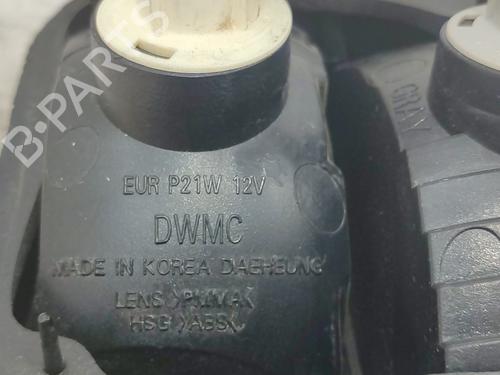 B-PARTS
GRAY
EUR P21W 12V
DWMC
MADE IN KOREA DAEHEUNG
LENS >PMMA<
HSG >ABS<